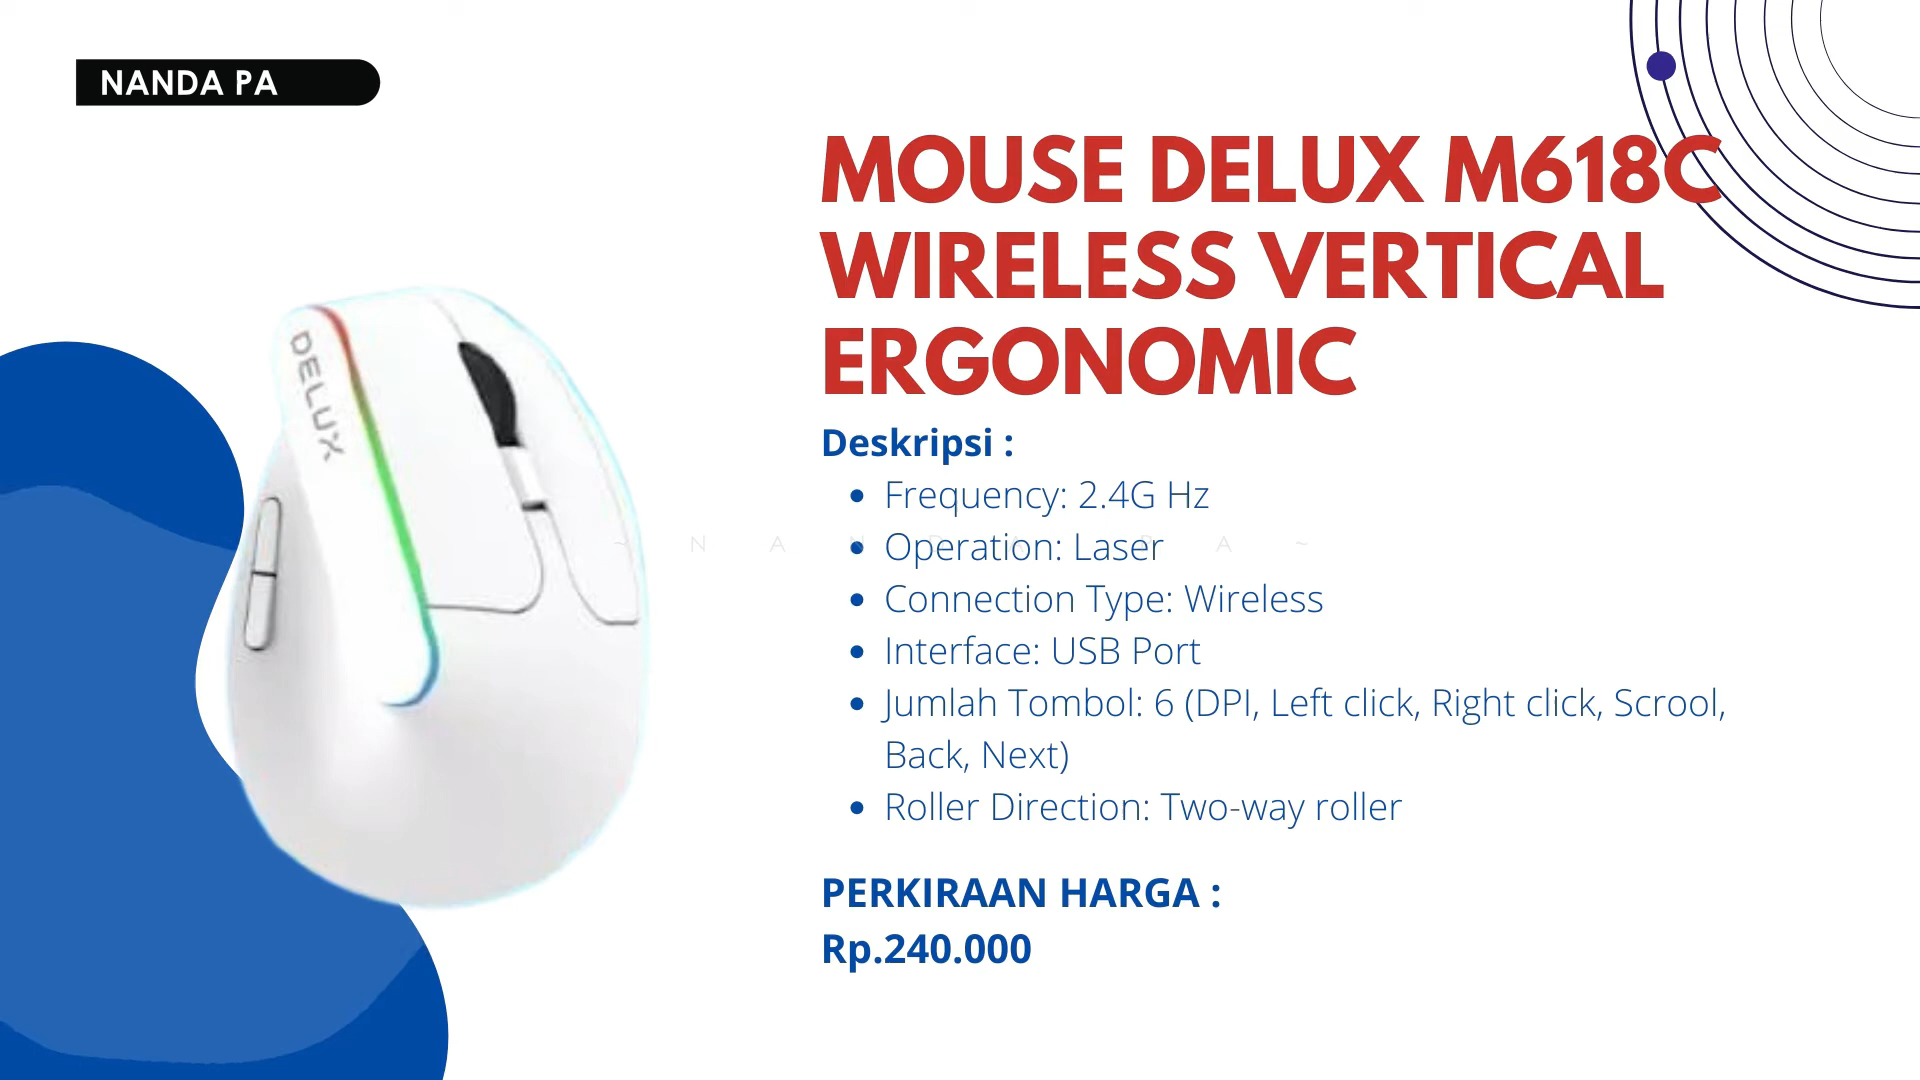 NANDA PA
MOUSE DELUX M618C
WIRELESS VERTICAL
ERGONOMIC
DELUX
Deskripsi :
• Frequency: 2.4G Hz
• Operation: Laser
~ N A N D A P A ~
• Connection Type: Wireless
• Interface: USB Port
• Jumlah Tombol: 6 (DPI, Left click, Right click, Scrool,
Back, Next)
• Roller Direction: Two-way roller
PERKIRAAN HARGA :
Rp.240.000